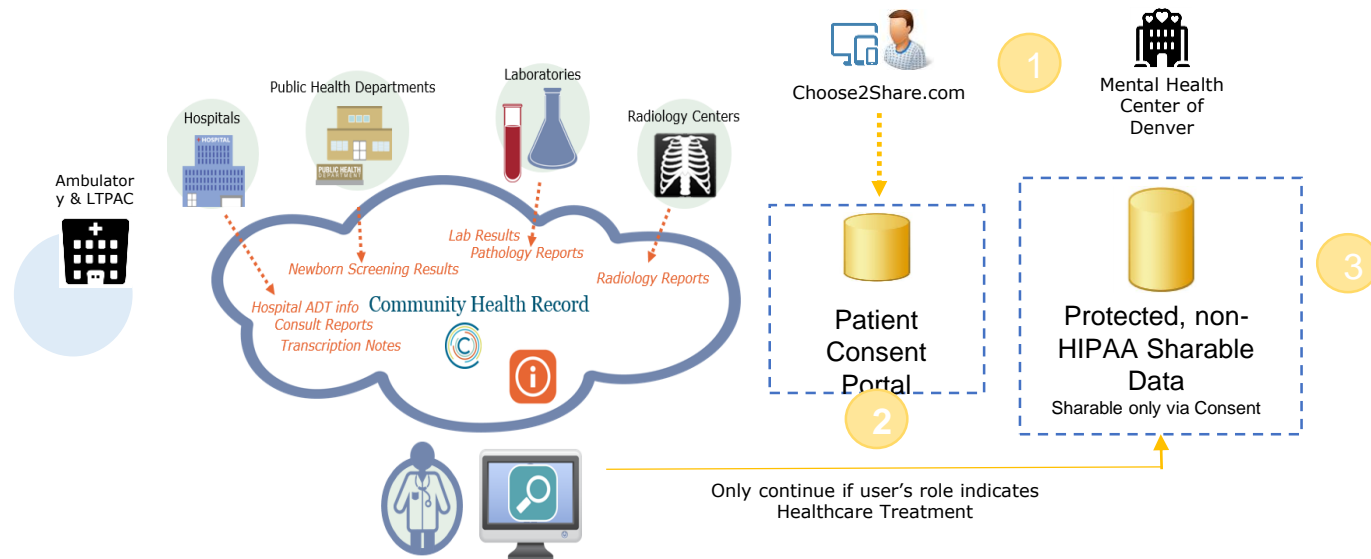 Ambulator
y & LTPAC
Hospitals
HOSPITAL
Public Health Departments
PUBLIC HEALTH
DEPARTMENT
Laboratories
Radiology Centers
Lab Results
Pathology Reports
Newborn Screening Results
Radiology Reports
Hospital ADT info
Consult Reports
Transcription Notes
Community Health Record
C
i
Choose2Share.com
1
Mental Health
Center of
Denver
Patient
Consent
Portal
2
Protected, non-
HIPAA Sharable
Data
Sharable only via Consent
3
Only continue if user's role indicates
Healthcare Treatment